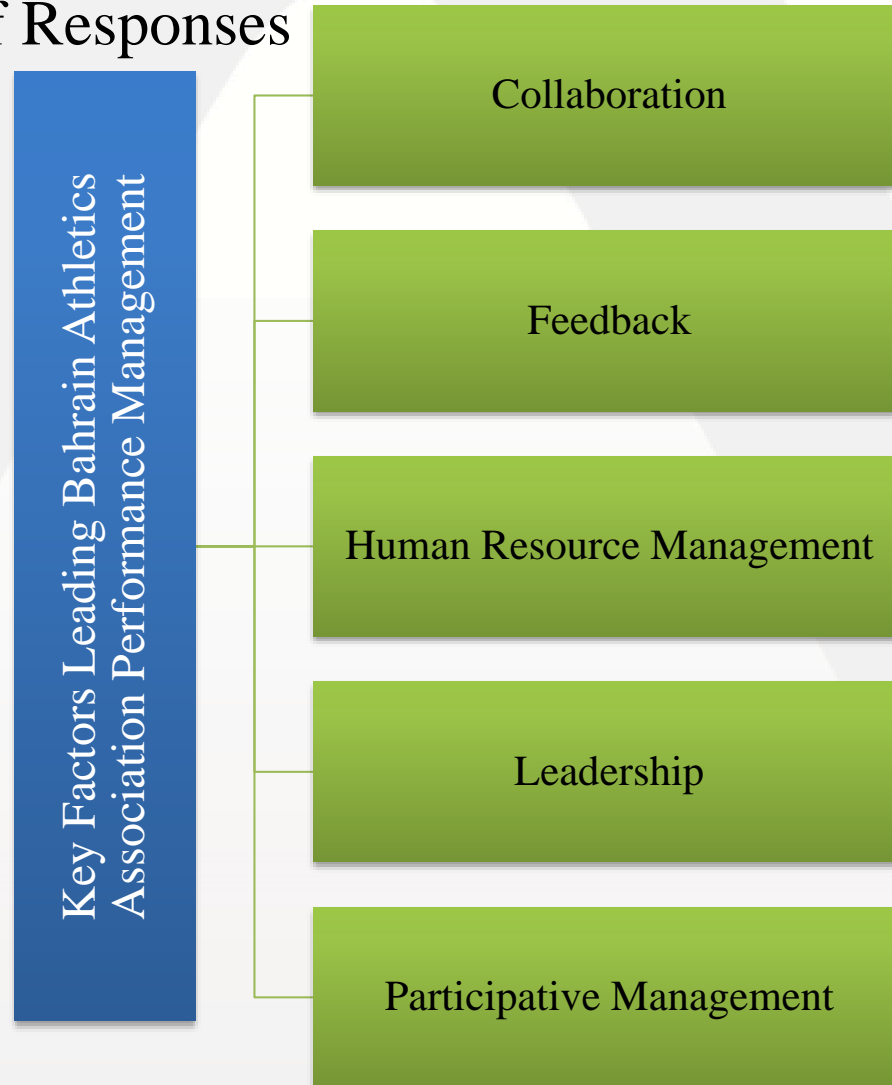 f Responses
Key Factors Leading Bahrain Athletics
Association Performance Management
Collaboration
Feedback
Human Resource Management
Leadership
Participative Management